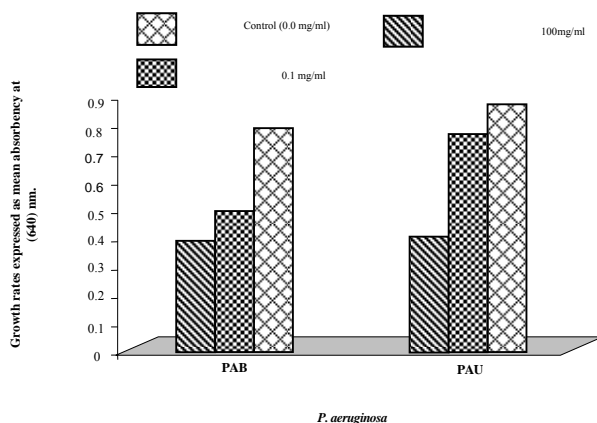 Control (0.0 mg/ml)
100mg/ml
0.1 mg/ml
Growth rates expressed as mean absorbency at
(640) nm.
0.9
0.8
0.7
0.6
0.5
0.4
0.3
0.2
0.1
0
PAB
PAU
P. aeruginosa